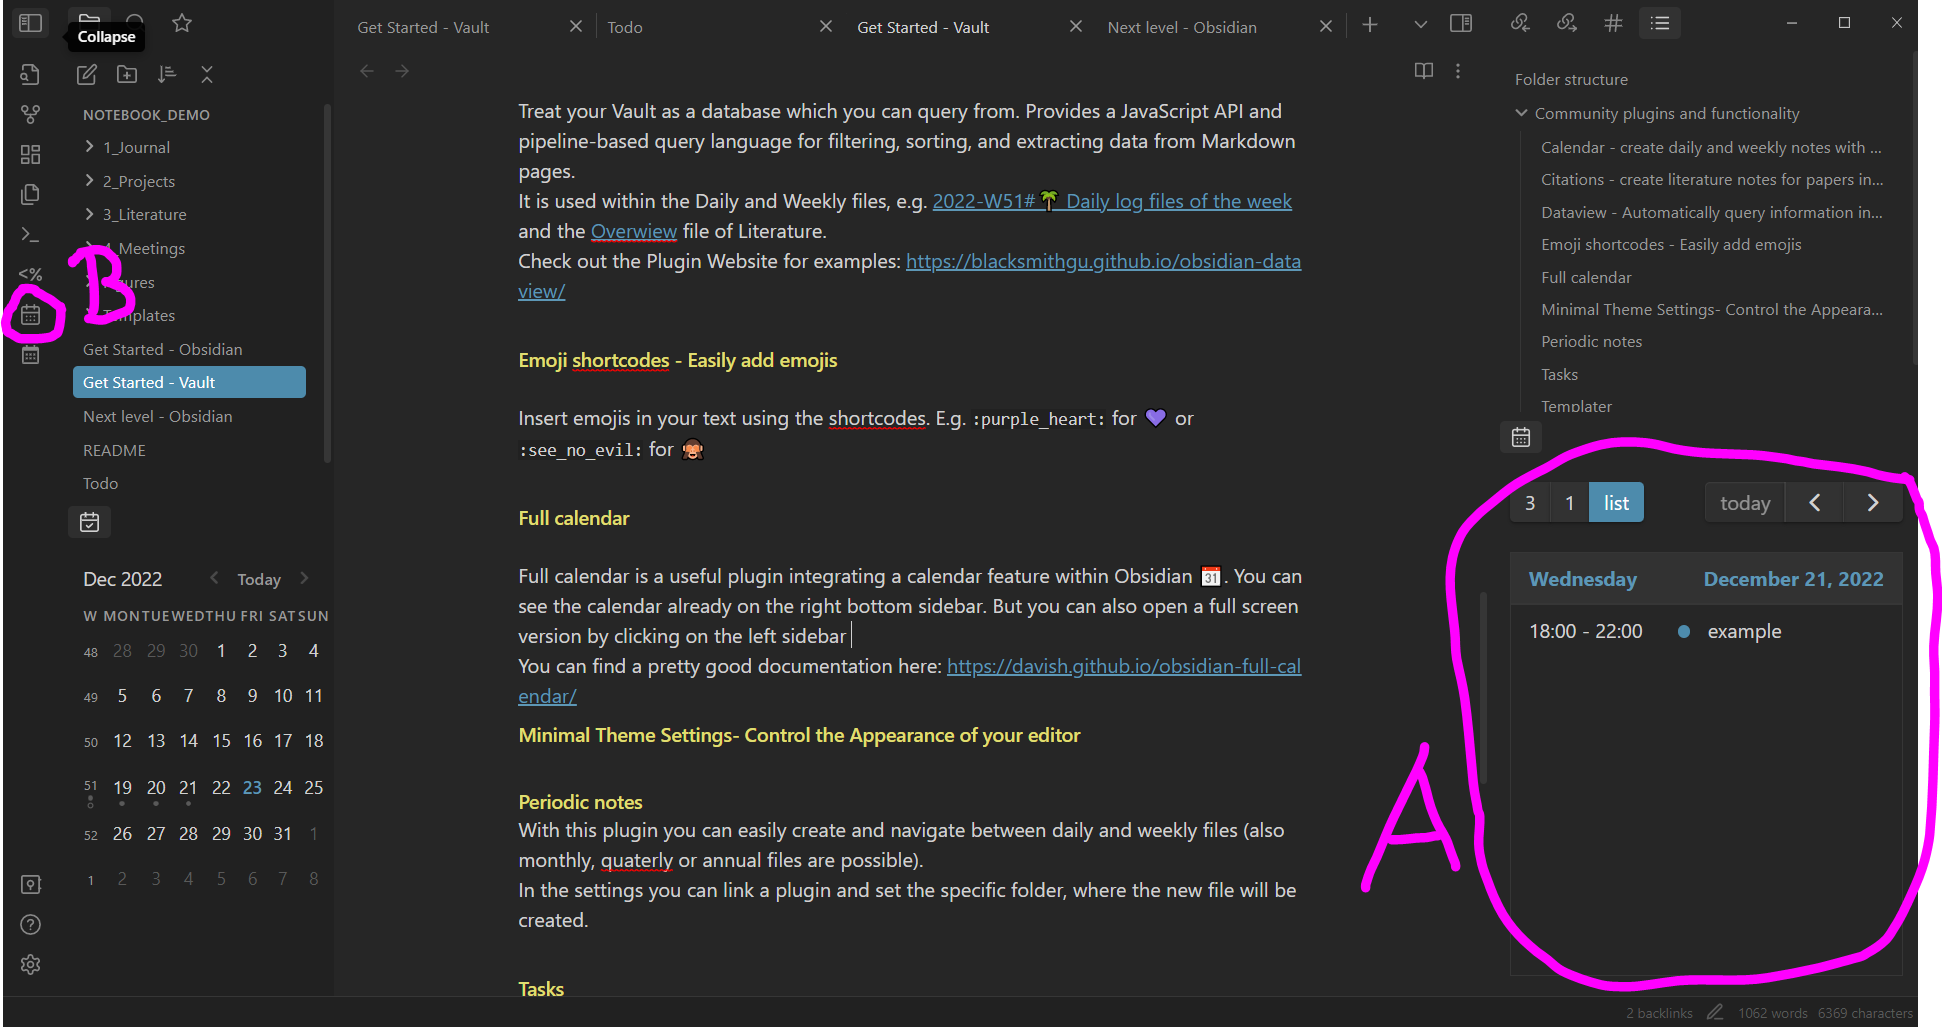 Collapse
Get Started - Vault
Todo
Get Started - Vault
Next level - Obsidian
NOTEBOOK_DEMO
1_Journal
2_Projects
3_Literature
4_Meetings
B
Templates
Get Started - Obsidian
Get Started - Vault
Next level - Obsidian
README
Todo
Dec 2022 Today
W MON TUE WED THU FRI SAT SUN
48 28 29 30 1 2 3 4
49 5 6 7 8 9 10 11
50 12 13 14 15 16 17 18
51 19 20 21 22 23 24 25
52 26 27 28 29 30 31 1
1 2 3 4 5 6 7 8
Treat your Vault as a database which you can query from. Provides a JavaScript API and
pipeline-based query language for filtering, sorting, and extracting data from Markdown
pages.
It is used within the Daily and Weekly files, e.g. 2022-W51#🌴 Daily log files of the week
and the Overwiew file of Literature.
Check out the Plugin Website for examples: https://blacksmithgu.github.io/obsidian-data
view/
Emoji shortcodes - Easily add emojis
Insert emojis in your text using the shortcodes. E.g. :purple_heart: for 💜 or
:see_no_evil: for 🙈
Full calendar
Full calendar is a useful plugin integrating a calendar feature within Obsidian 📅. You can
see the calendar already on the right bottom sidebar. But you can also open a full screen
version by clicking on the left sidebar
You can find a pretty good documentation here: https://davish.github.io/obsidian-full-cal
endar/
Minimal Theme Settings- Control the Appearance of your editor
Periodic notes
With this plugin you can easily create and navigate between daily and weekly files (also
monthly, quaterly or annual files are possible).
In the settings you can link a plugin and set the specific folder, where the new file will be
created.
Tasks
Folder structure
Community plugins and functionality
Calendar - create daily and weekly notes with ...
Citations - create literature notes for papers in...
Dataview - Automatically query information in...
Emoji shortcodes - Easily add emojis
Full calendar
Minimal Theme Settings- Control the Appeara...
Periodic notes
Tasks
Templater
3 1 list today
Wednesday December 21, 2022
18:00 - 22:00 example
A
2 backlinks 1062 words 6369 characters